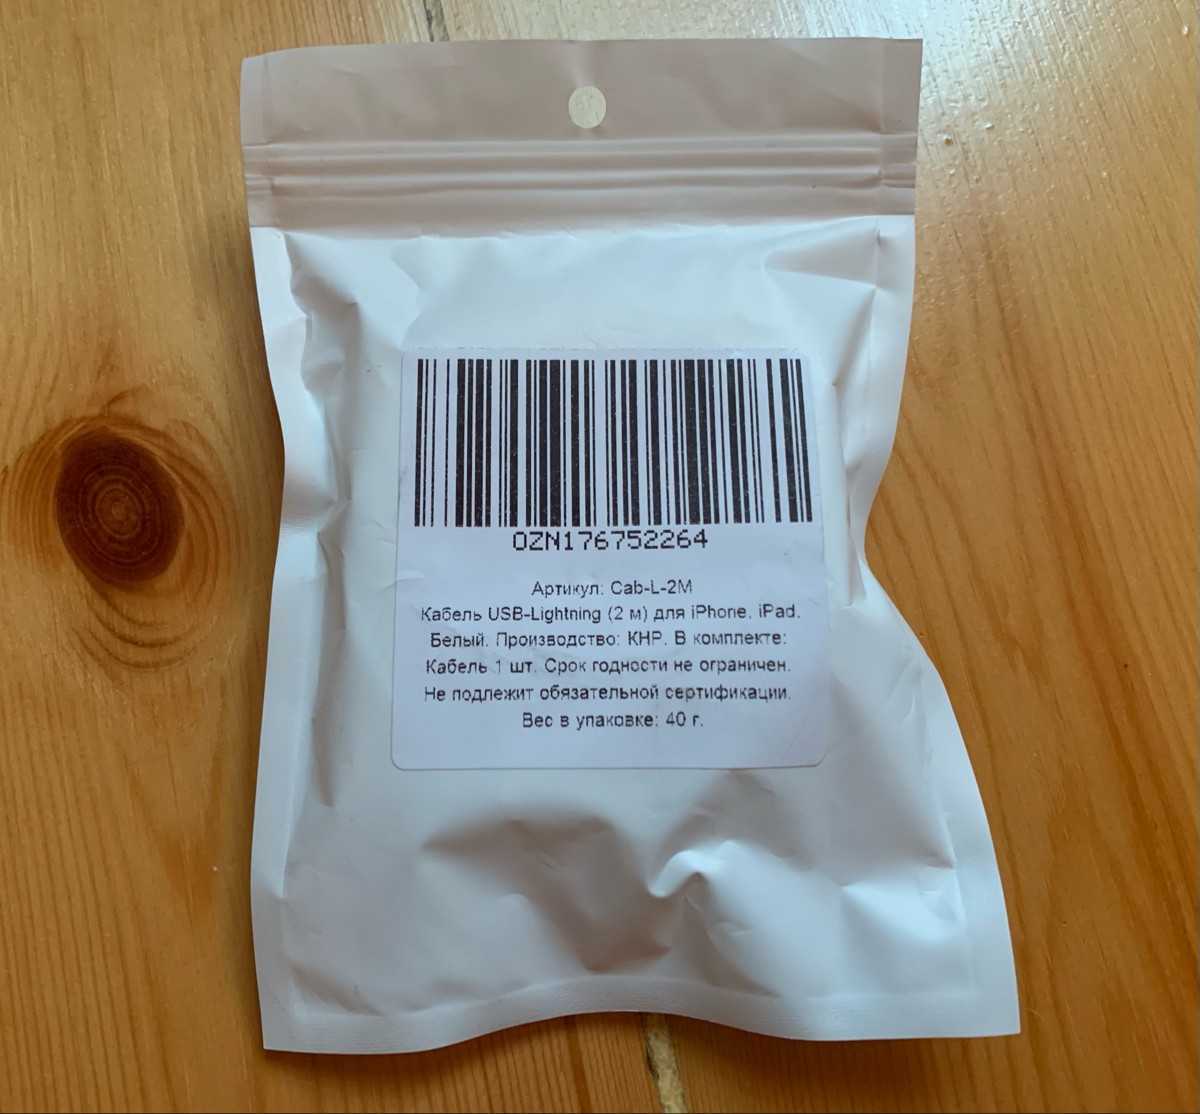 OZN176752264
Артикул: Cab-L-2M
Кабель USB-Lightning (2 м) для iPhone, iPad.
Белый. Производство: КНР. В комплекте:
Кабель 1 шт. Срок годности не ограничен.
Не подлежит обязательной сертификации.
Вес в упаковке: 40 г.